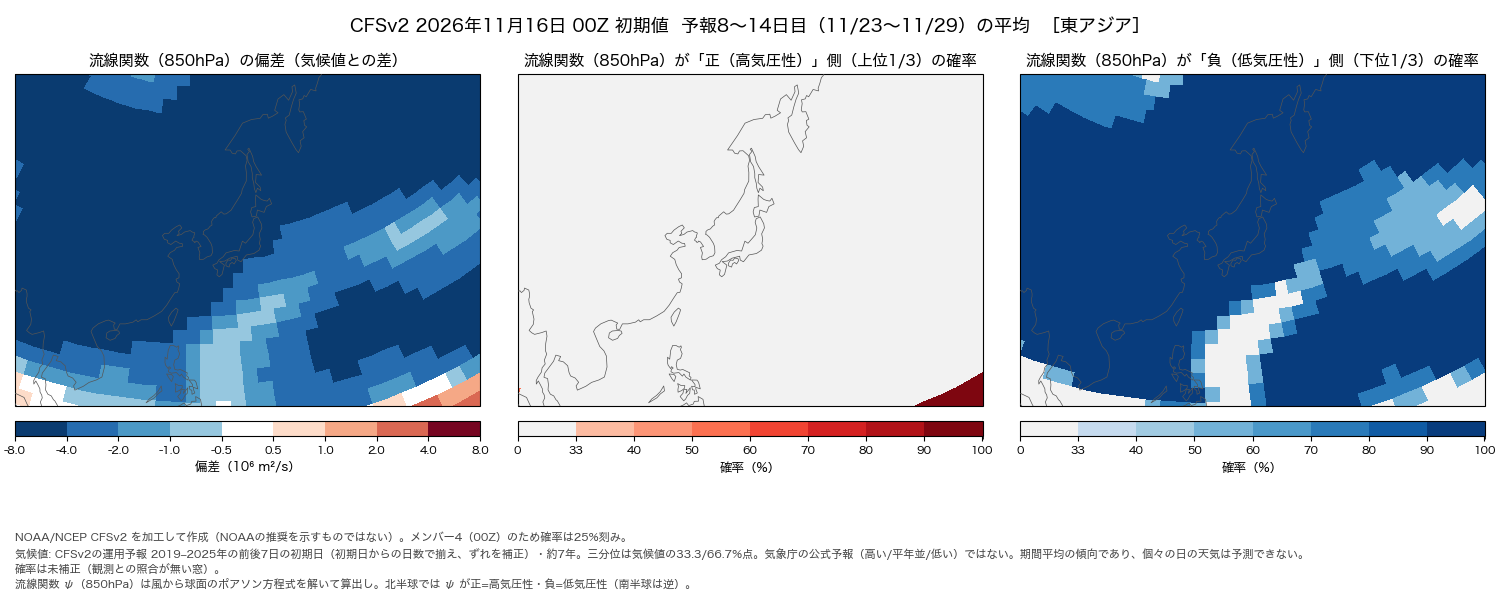 CFSv2 2026年11月16日 00Z 初期値　予報8～14日目（11/23～11/29）の平均　［東アジア］
流線関数（850hPa）の偏差（気候値との差）
流線関数（850hPa）が「正（高気圧性）」側（上位1/3）の確率
流線関数（850hPa）が「負（低気圧性）」側（下位1/3）の確率
-8.0 -4.0 -2.0 -1.0 -0.5 0.5 1.0 2.0 4.0 8.0
偏差（10⁶ m²/s）
0 33 40 50 60 70 80 90 100
確率（%）
0 33 40 50 60 70 80 90 100
確率（%）
NOAA/NCEP CFSv2 を加工して作成（NOAAの推奨を示すものではない）。メンバー4（00Z）のため確率は25%刻み。
気候値: CFSv2の運用予報 2019–2025年の前後7日の初期日（初期日からの日数で揃え、ずれを補正）・約7年。三分位は気候値の33.3/66.7%点。気象庁の公式予報（高い/平年並/低い）ではない。期間平均の傾向であり、個々の日の天気は予測できない。
確率は未補正（観測との照合が無い窓）。
流線関数 ψ（850hPa）は風から球面のポアソン方程式を解いて算出し。北半球では ψ が正=高気圧性・負=低気圧性（南半球は逆）。